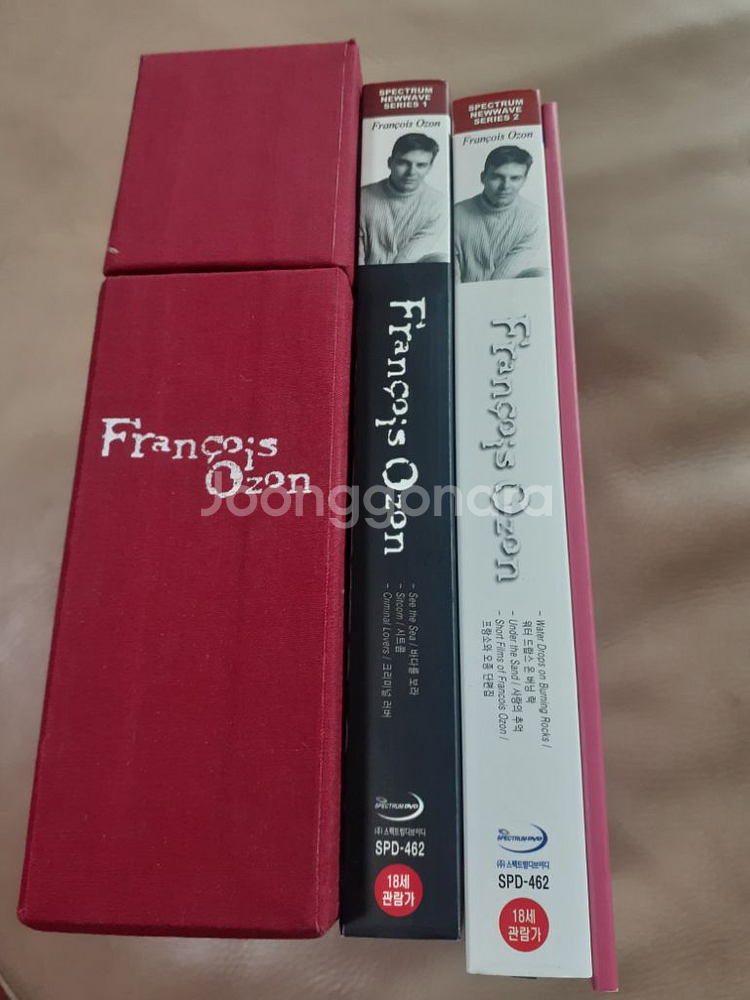 François
Ozon
SPECTRUM
NEWWAVE
SERIES 1
François Ozon
François Ozon
- See the Sea / 바다를 보라
- Sitcom / 시트콤
- Criminal Lovers / 크리미널 러버
SPECTRUM DVD
(주)스펙트럼디브이디
SPD-462
18세
관람가
SPECTRUM
NEWWAVE
SERIES 2
François Ozon
François Ozon
- Water Drops on Burning Rocks /
워터 드랍스 온 버닝 락
- Under the Sand / 사랑의 추억
- Short Films of Francois Ozon /
프랑소와 오종 단편집
SPECTRUM DVD
(주)스펙트럼디브이디
SPD-462
18세
관람가
Joonggonara